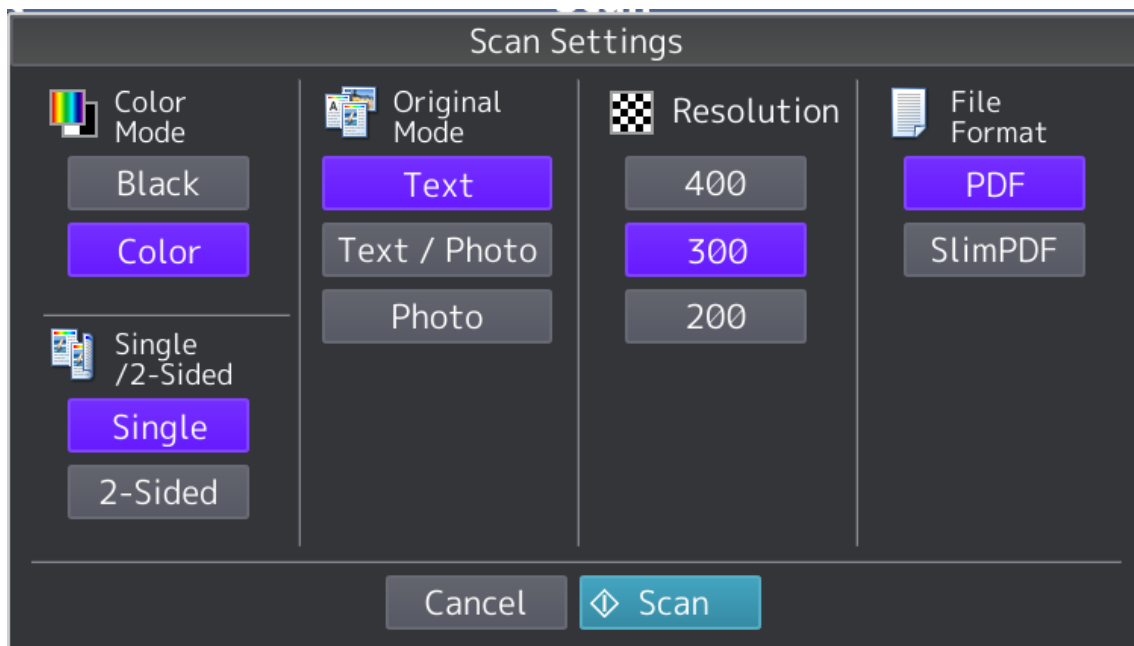 Scan Settings
Color
Mode
Black
Color
Single
/2-Sided
Single
2-Sided
Original
Mode
Text
Text / Photo
Photo
Resolution
400
300
200
File
Format
PDF
SlimPDF
Cancel
Scan